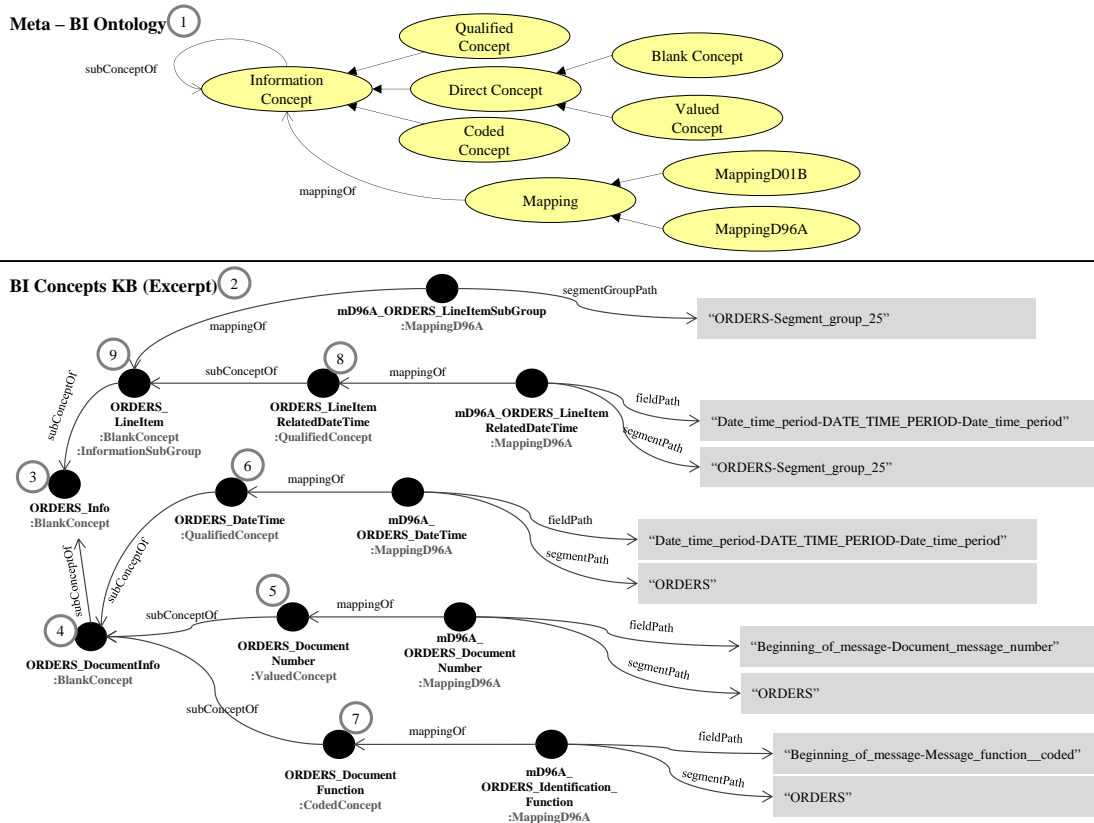 Meta – BI Ontology
1
Qualified
Concept
Blank Concept
subConceptOf
Information
Concept
Direct Concept
Valued
Concept
Coded
Concept
MappingD01B
mappingOf
Mapping
MappingD96A
BI Concepts KB (Excerpt)
2
segmentGroupPath
mD96A_ORDERS_LineItemSubGroup
:MappingD96A
"ORDERS-Segment_group_25"
mappingOf
9
8
subConceptOf
mappingOf
subConceptOf
ORDERS_
LineItem
:BlankConcept
:InformationSubGroup
ORDERS_LineItem
RelatedDateTime
:QualifiedConcept
mD96A_ORDERS_LineItem
RelatedDateTime
:MappingD96A
fieldPath
“Date_time_period-DATE_TIME_PERIOD-Date_time_period”
segmentPath
“ORDERS-Segment_group_25”
3
ORDERS_Info
:BlankConcept
6
mappingOf
ORDERS_DateTime
:QualifiedConcept
mD96A_
ORDERS_DateTime
:MappingD96A
fieldPath
“Date_time_period-DATE_TIME_PERIOD-Date_time_period”
segmentPath
“ORDERS”
subConceptOf
subConceptOf
5
4
subConceptOf
mappingOf
ORDERS_DocumentInfo
:BlankConcept
ORDERS_Document
Number
:ValuedConcept
mD96A_
ORDERS_Document
Number
:MappingD96A
fieldPath
“Beginning_of_message-Document_message_number”
segmentPath
“ORDERS”
subConceptOf
7
mappingOf
ORDERS_Document
Function
:CodedConcept
mD96A_
ORDERS_Identification_
Function
:MappingD96A
fieldPath
“Beginning_of_message-Message_function__coded”
segmentPath
“ORDERS”